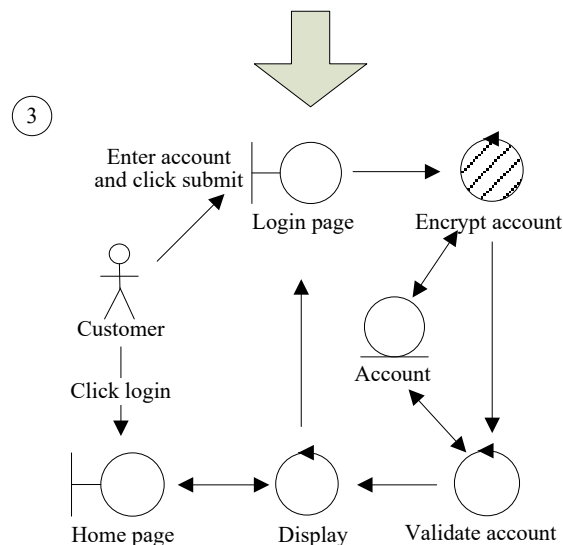 3
Enter account
and click submit
Login page
Encrypt account
Customer
Account
Click login
Home page
Display
Validate account